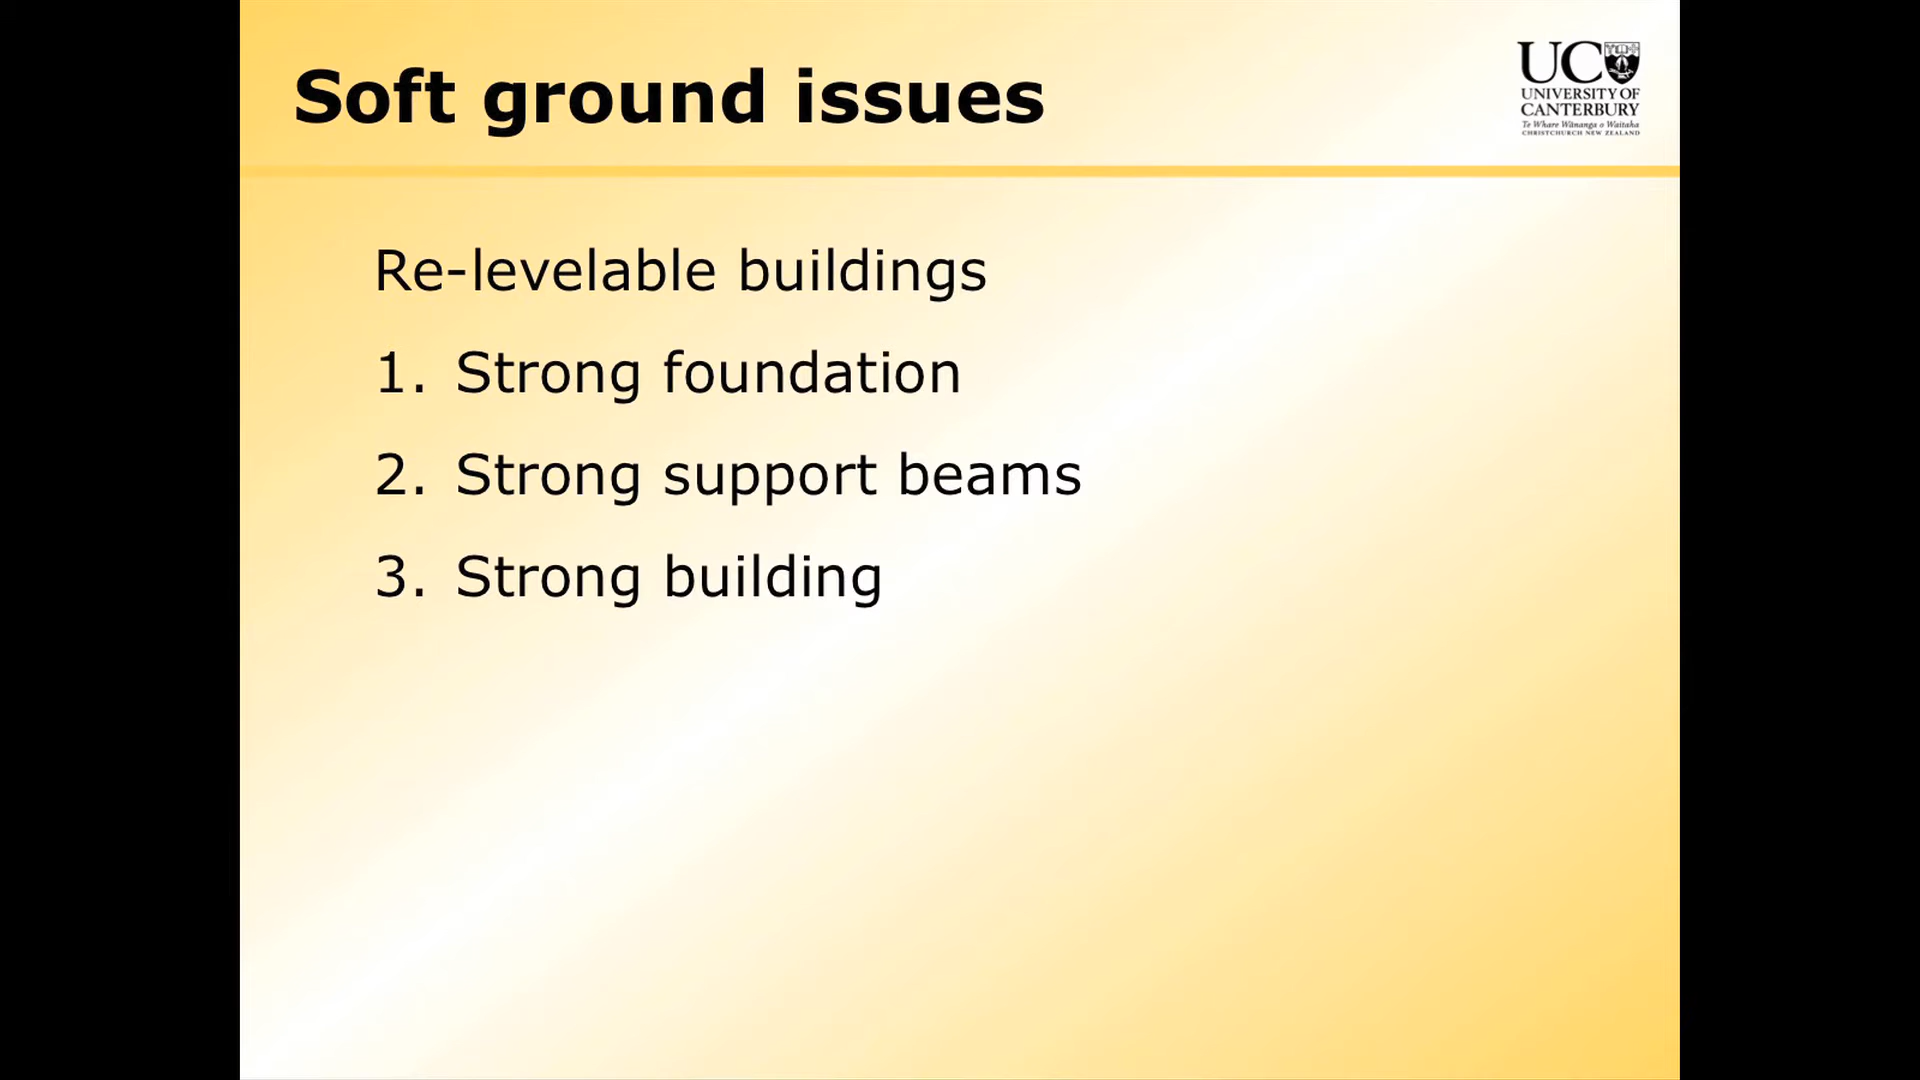 Soft ground issues
UC
UNIVERSITY OF
CANTERBURY
Te Whare Wānanga o Waitaha
CHRISTCHURCH NEW ZEALAND
Re-levelable buildings
1. Strong foundation
2. Strong support beams
3. Strong building